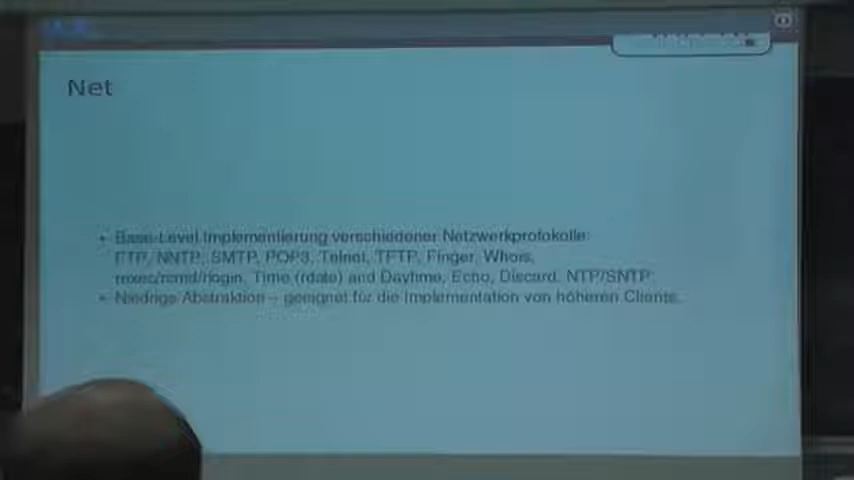 Net
• Base-Level Implementierung verschiedener Netzwerkprotokolle:
FTP, NNTP, SMTP, POP3, Telnet, TFTP, Finger, Whois,
rexec/rcmd/rlogin, Time (rdate) and Daytime, Echo, Discard, NTP/SNTP
• Niedrige Abstraktion – geeignet für die Implementation von höheren Clients.